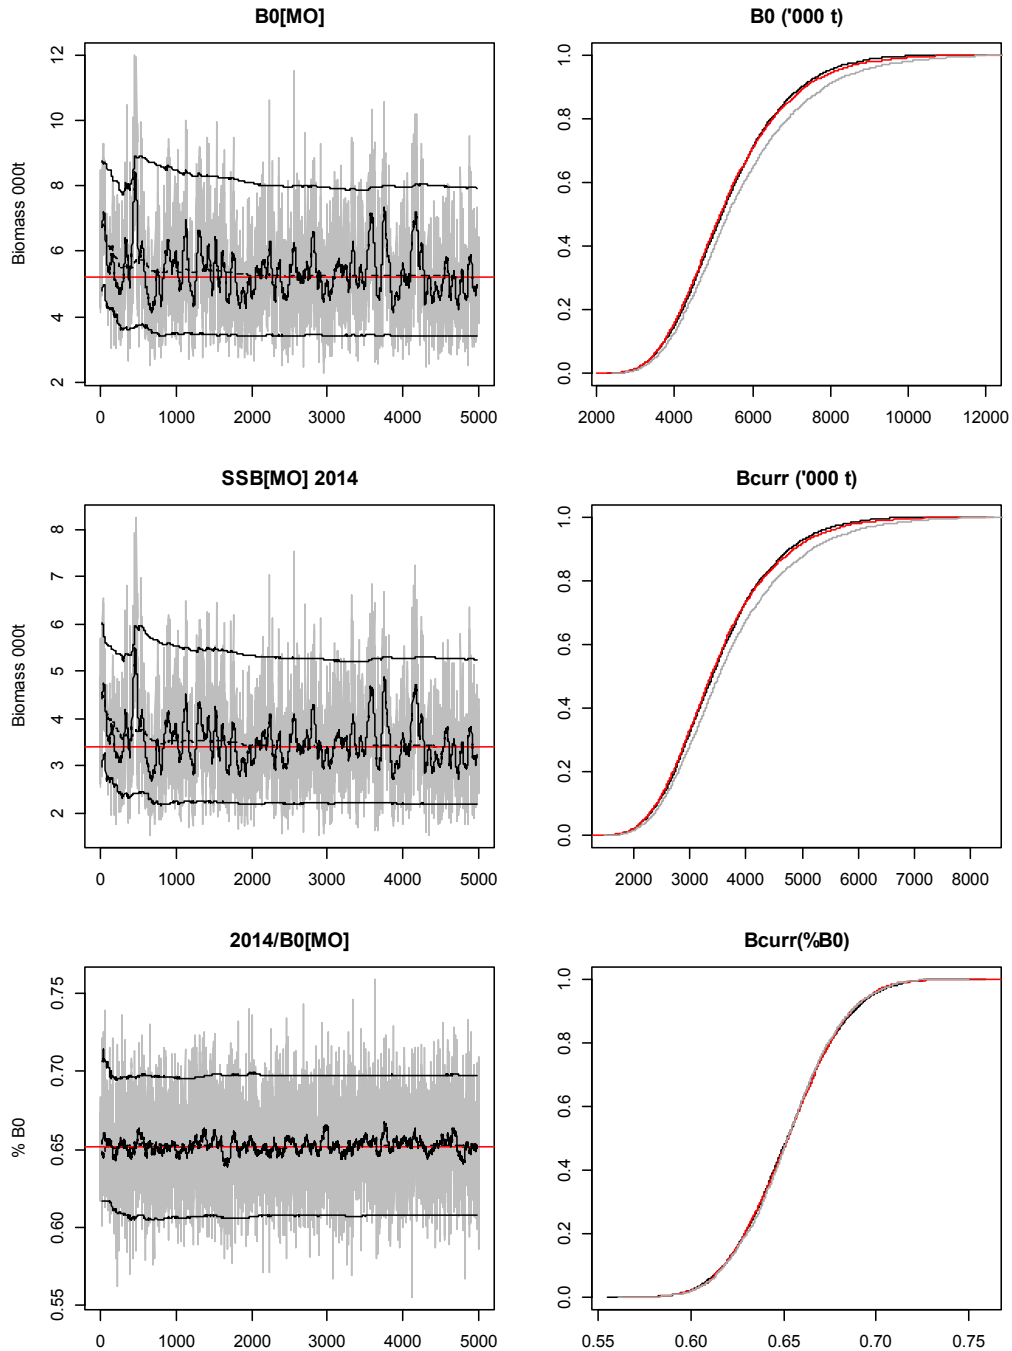 B0[MO]
Biomass 000t
12
10
8
6
4
2
0 1000 2000 3000 4000 5000
B0 ('000 t)
1.0
0.8
0.6
0.4
0.2
0.0
2000 4000 6000 8000 10000 12000
SSB[MO] 2014
Biomass 000t
8
7
6
5
4
3
2
0 1000 2000 3000 4000 5000
Bcurr ('000 t)
1.0
0.8
0.6
0.4
0.2
0.0
2000 3000 4000 5000 6000 7000 8000
2014/B0[MO]
% B0
0.75
0.70
0.65
0.60
0.55
0 1000 2000 3000 4000 5000
Bcurr(%B0)
1.0
0.8
0.6
0.4
0.2
0.0
0.55 0.60 0.65 0.70 0.75